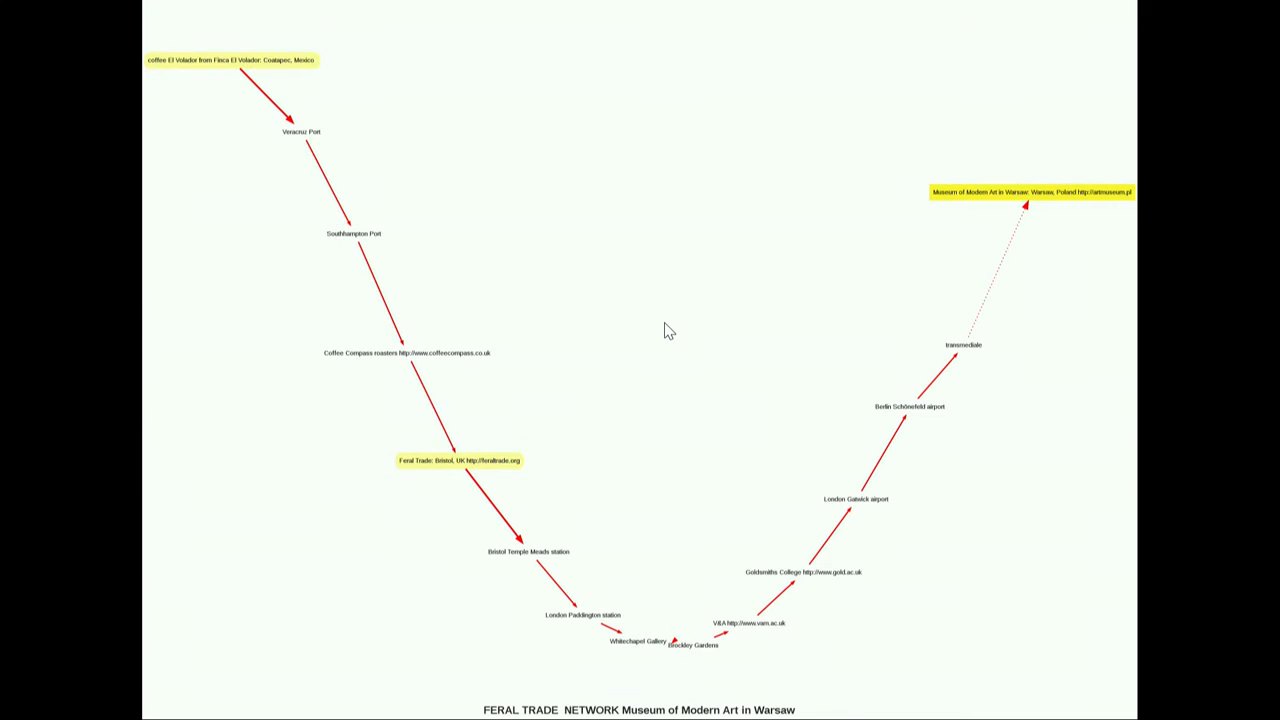 coffee El Volador from Finca El Volador: Coatapec, Mexico
Veracruz Port
Museum of Modern Art in Warsaw: Warsaw, Poland http://artmuseum.pl
Southhampton Port
transmediale
Coffee Compass roasters http://www.coffeecompass.co.uk
Berlin Schönefeld airport
Feral Trade: Bristol, UK http://feraltrade.org
London Gatwick airport
Bristol Temple Meads station
Goldsmiths College http://www.gold.ac.uk
London Paddington station
V&A http://www.vam.ac.uk
Whitechapel Gallery
Brockley Gardens
FERAL TRADE NETWORK Museum of Modern Art in Warsaw